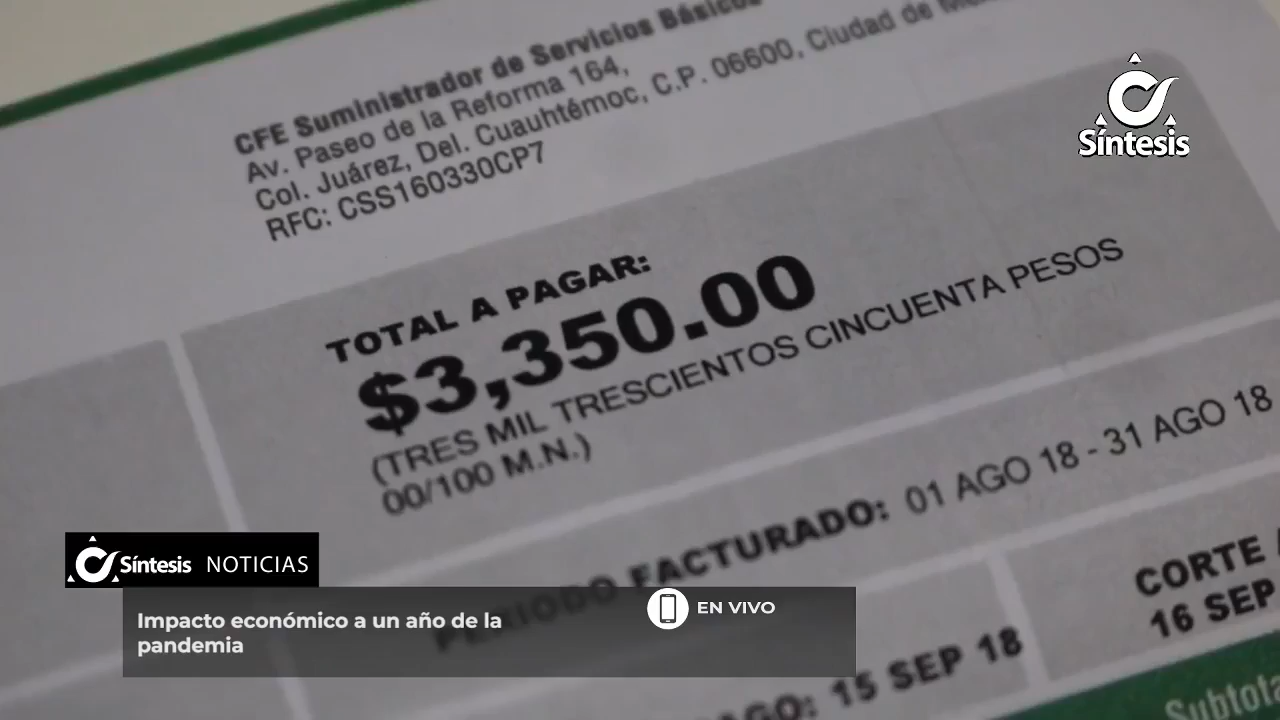 CFE Suministrador de Servicios Básicos
Av. Paseo de la Reforma 164,
Col. Juárez, Del. Cuauhtémoc, C.P. 06600, Ciudad de
RFC: CSS160330CP7
Síntesis
TOTAL A PAGAR:
$3,350.00
(TRES MIL TRESCIENTOS CINCUENTA PESOS
00/100 M.N.)
PERIODO FACTURADO: 01 AGO 18 - 31 AGO 18
CORTE A
16 SEP
AGO: 15 SEP 18
Subtota
Síntesis NOTICIAS
Impacto económico a un año de la
pandemia
EN VIVO